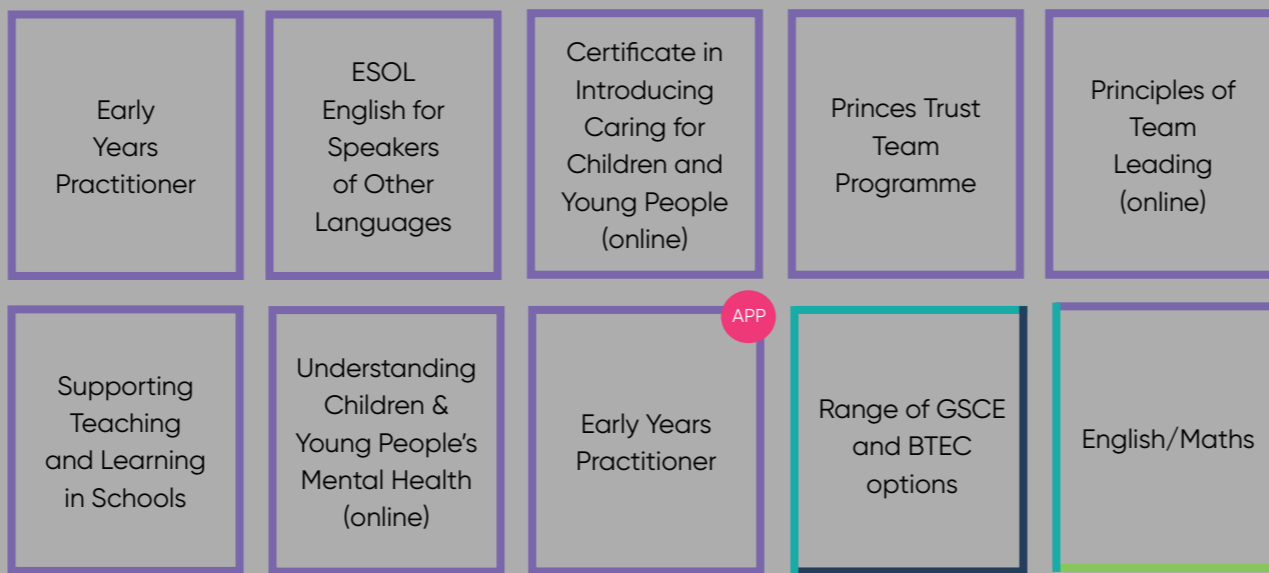 Early
Years
Practitioner
ESOL
English for
Speakers
of Other
Languages
Certificate in
Introducing
Caring for
Children and
Young People
(online)
Princes Trust
Team
Programme
Principles of
Team
Leading
(online)
Supporting
Teaching
and Learning
in Schools
Understanding
Children &
Young People’s
Mental Health
(online)
APP
Early Years
Practitioner
Range of GSCE
and BTEC
options
English/Maths